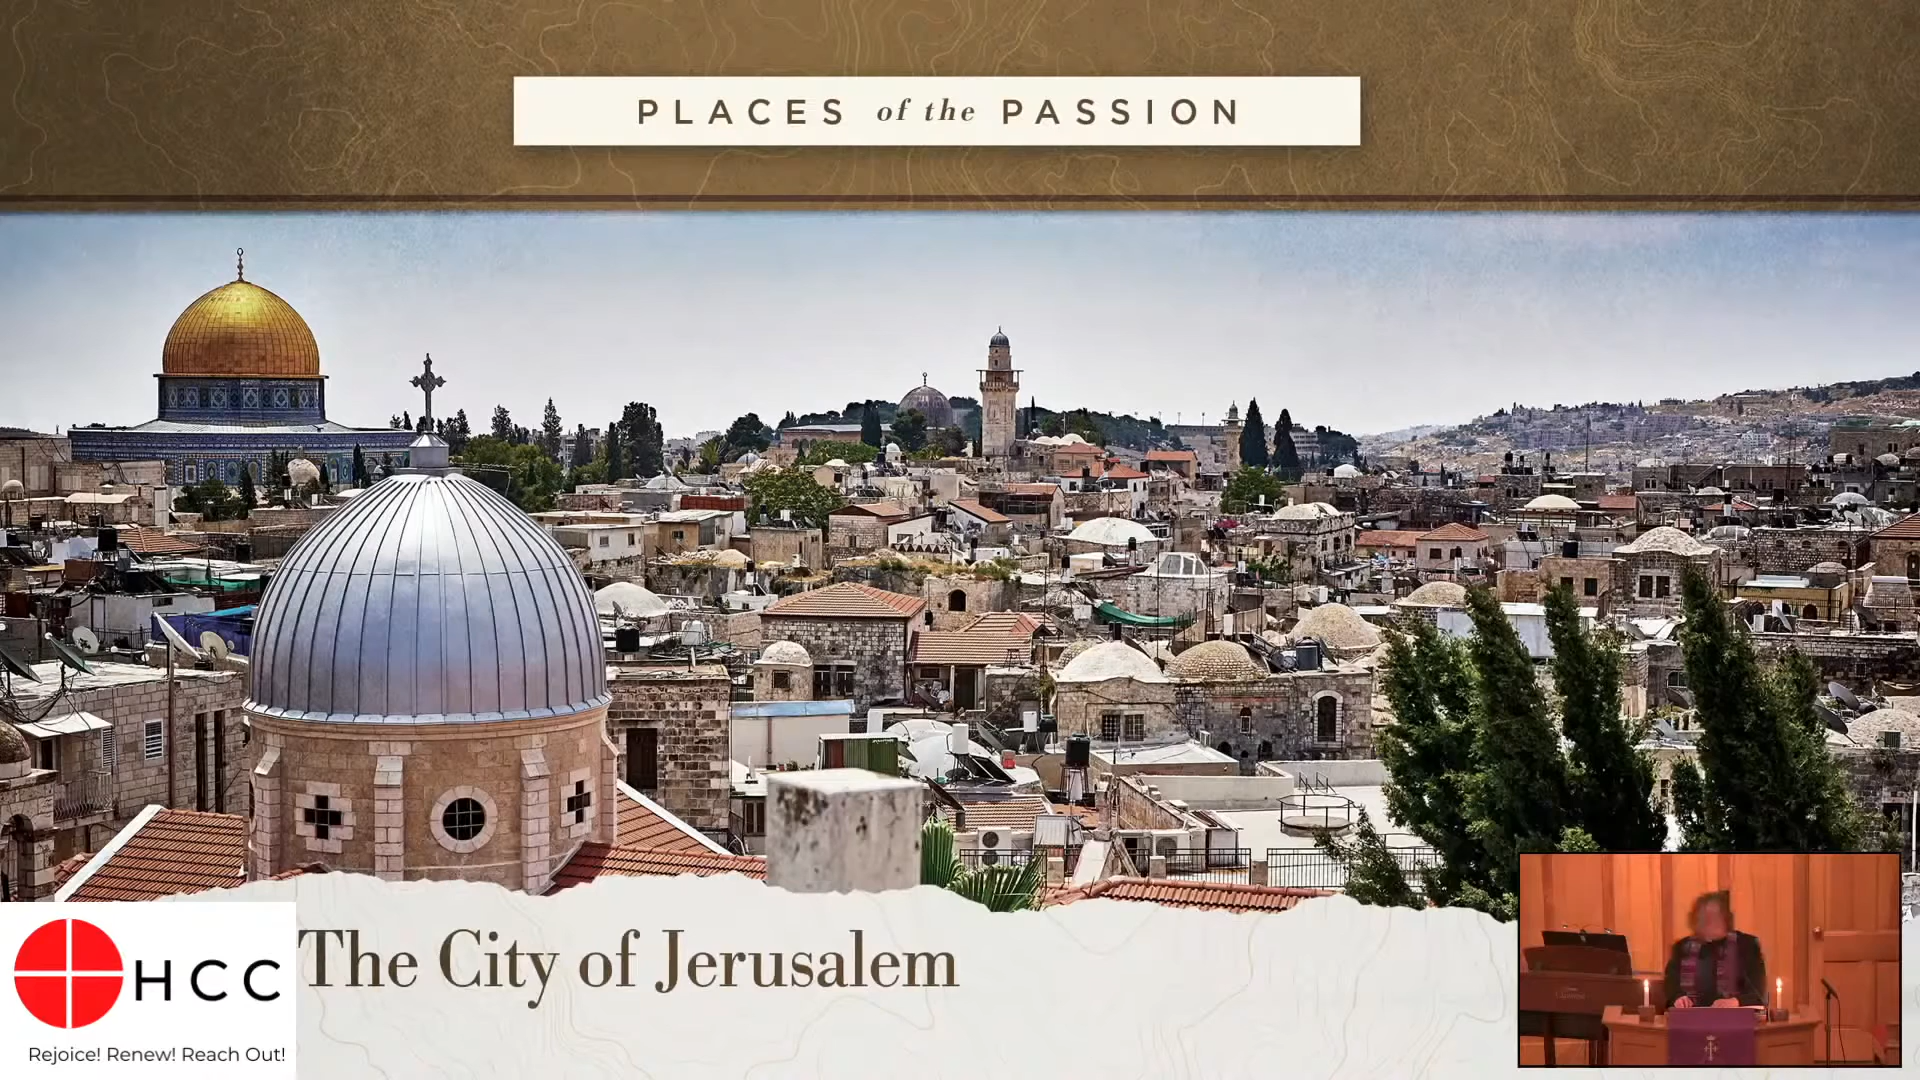 PLACES of the PASSION
The City of Jerusalem
HCC
Rejoice! Renew! Reach Out!